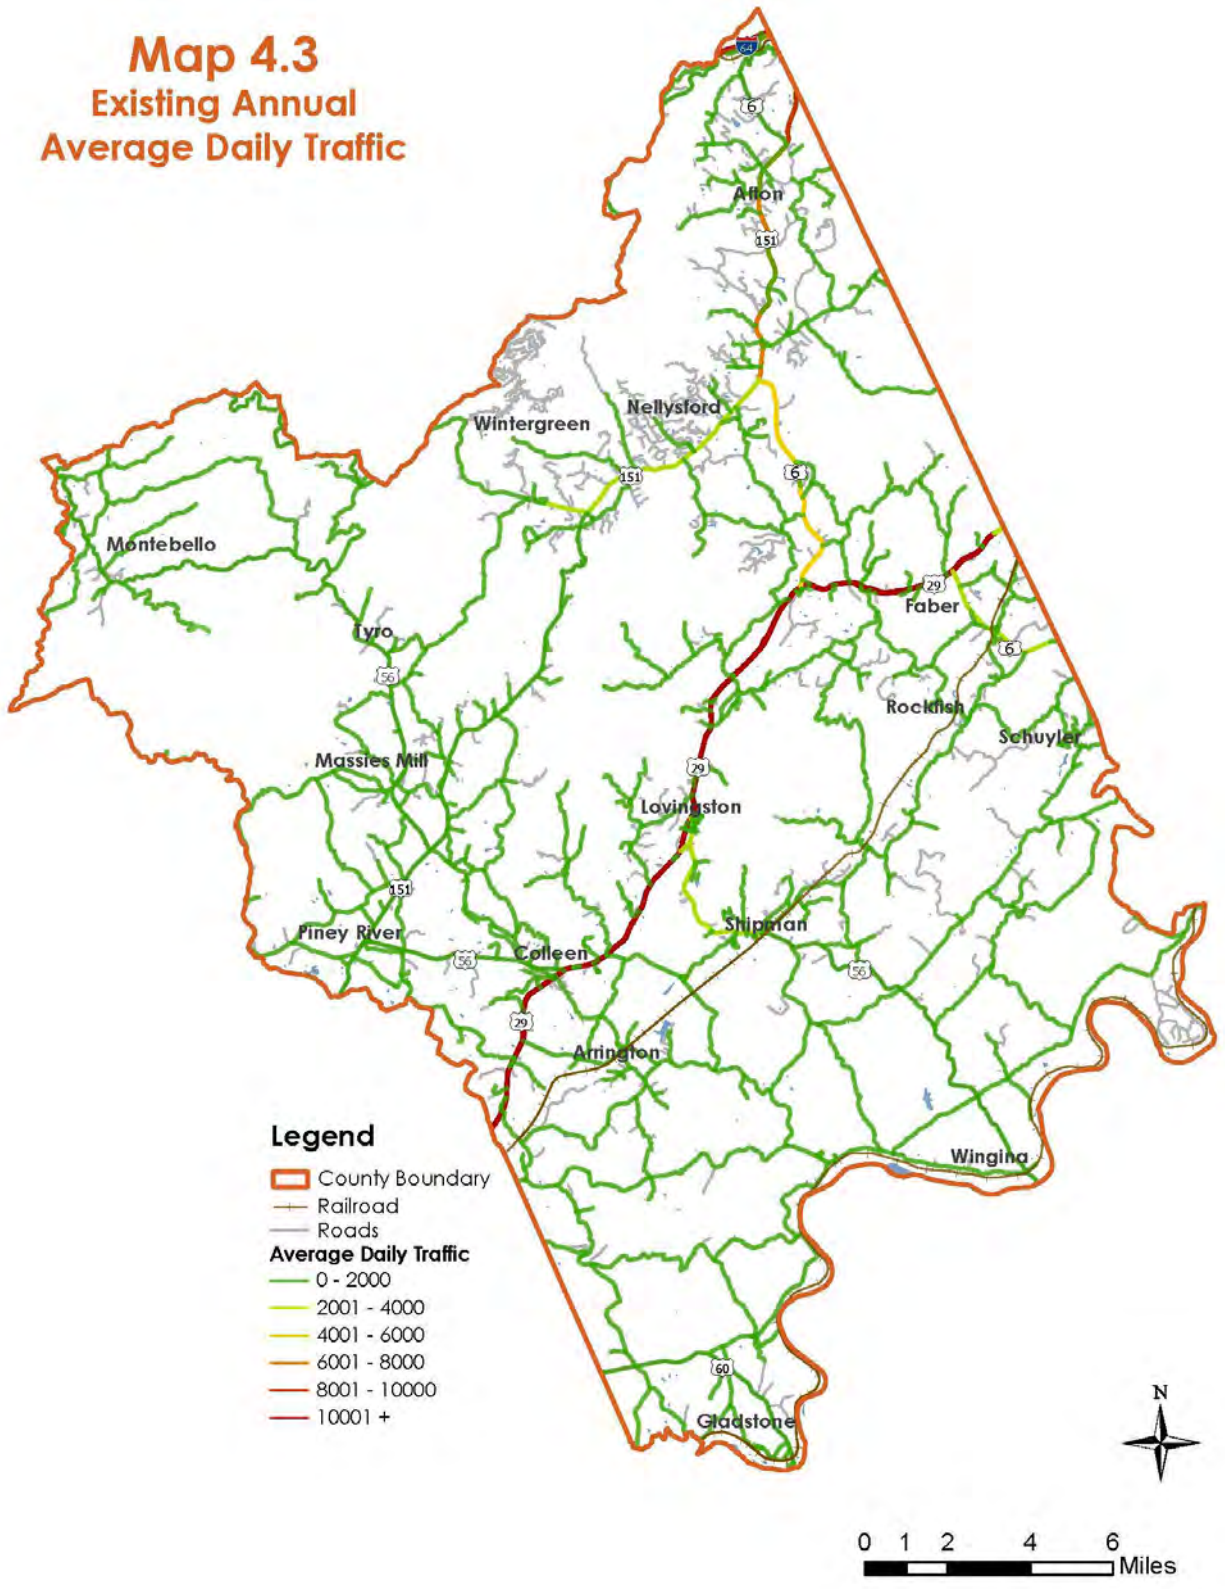 Map 4.3
Existing Annual
Average Daily Traffic
64
6
Afton
151
Nellysford
Wintergreen
151
6
Montebello
29
Faber
Tyro
6
56
Rockfish
Schuyler
Massies Mill
29
Lovingston
151
Shipman
Piney River
Colleen
56
56
29
Arrington
Wingina
60
Gladstone
Legend
County Boundary
Railroad
Roads
Average Daily Traffic
0 - 2000
2001 - 4000
4001 - 6000
6001 - 8000
8001 - 10000
10001 +
N
0 1 2 4 6
Miles